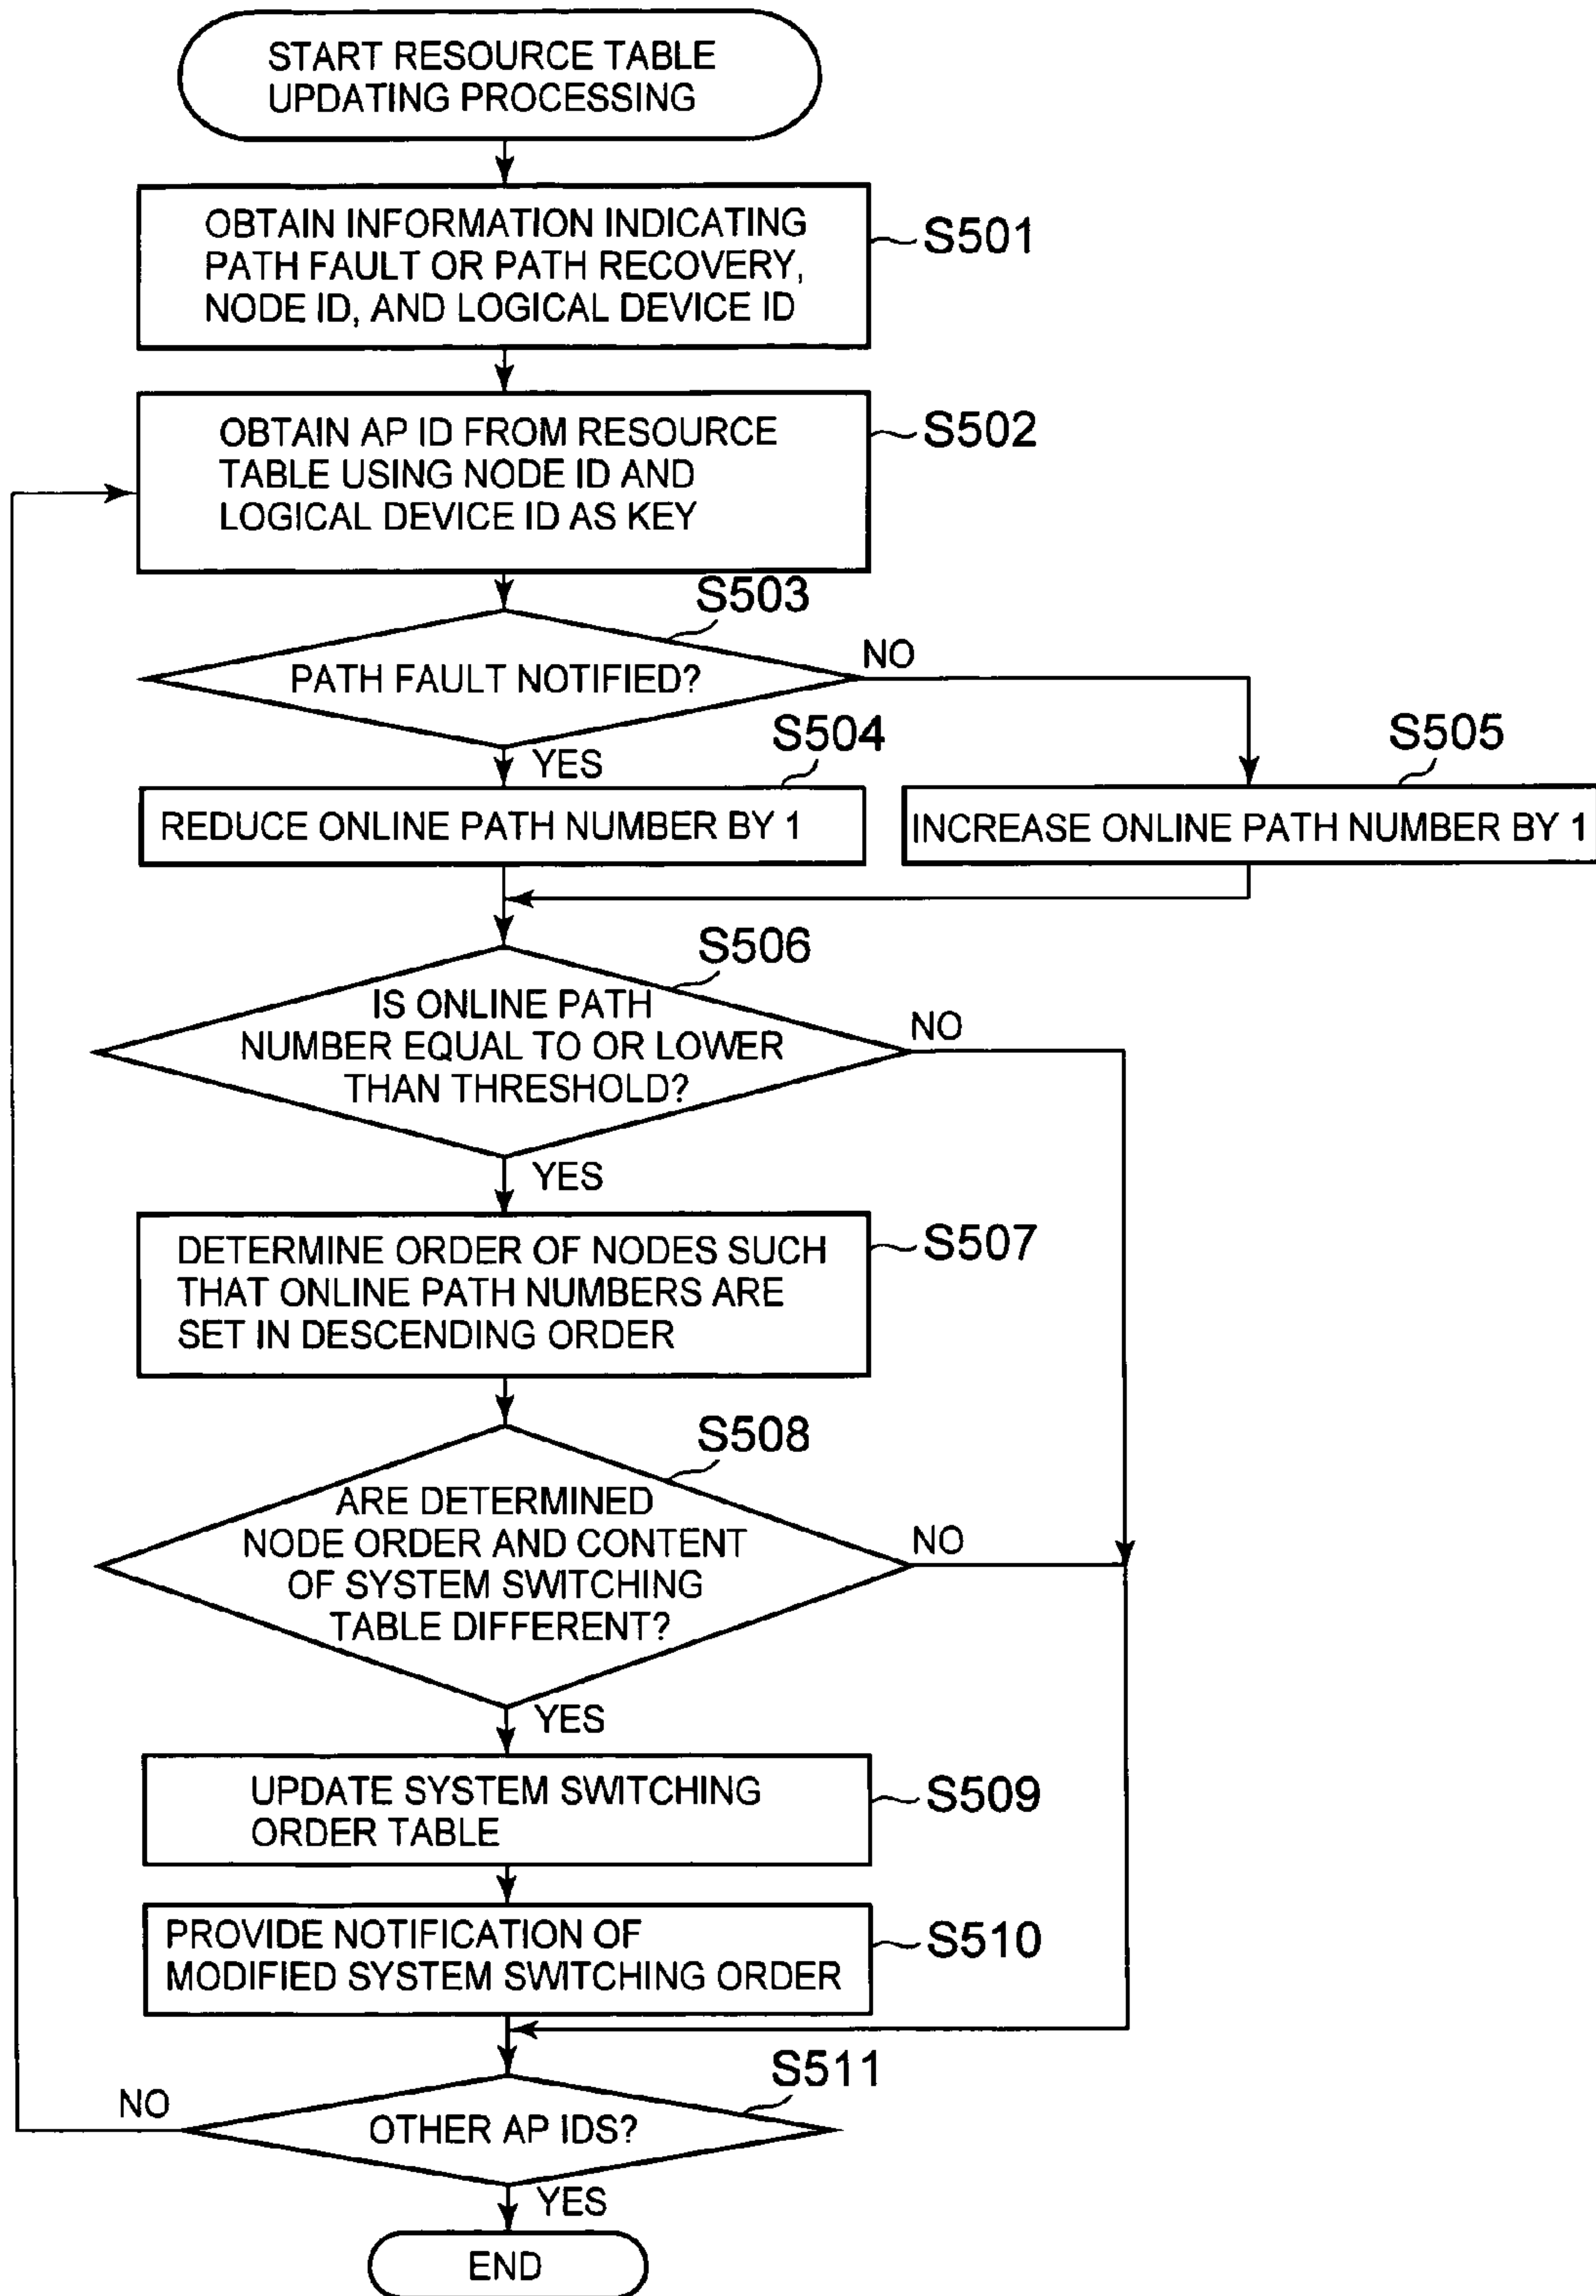 START RESOURCE TABLE
UPDATING PROCESSING
OBTAIN INFORMATION INDICATING
PATH FAULT OR PATH RECOVERY,
NODE ID, AND LOGICAL DEVICE ID
S501
OBTAIN AP ID FROM RESOURCE
TABLE USING NODE ID AND
LOGICAL DEVICE ID AS KEY
S502
S503
PATH FAULT NOTIFIED?
NO
YES
S504
REDUCE ONLINE PATH NUMBER BY 1
S505
INCREASE ONLINE PATH NUMBER BY 1
S506
IS ONLINE PATH
NUMBER EQUAL TO OR LOWER
THAN THRESHOLD?
NO
YES
DETERMINE ORDER OF NODES SUCH
THAT ONLINE PATH NUMBERS ARE
SET IN DESCENDING ORDER
S507
S508
ARE DETERMINED
NODE ORDER AND CONTENT
OF SYSTEM SWITCHING
TABLE DIFFERENT?
NO
YES
UPDATE SYSTEM SWITCHING
ORDER TABLE
S509
PROVIDE NOTIFICATION OF
MODIFIED SYSTEM SWITCHING ORDER
S510
S511
OTHER AP IDS?
NO
YES
END